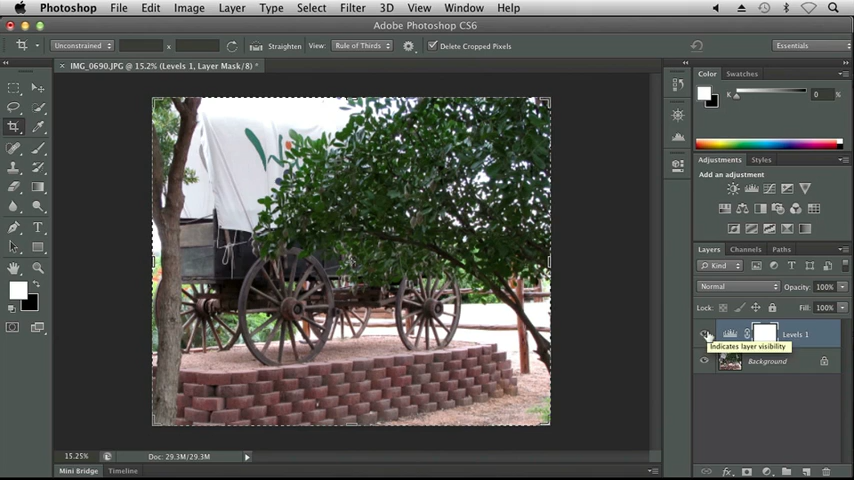 Photoshop File Edit Image Layer Type Select Filter 3D View Window Help
Adobe Photoshop CS6
Unconstrained x Straighten View: Rule of Thirds Delete Cropped Pixels Essentials
IMG_0690.JPG @ 15.2% (Levels 1, Layer Mask/8) *
Color Swatches
K 0 %
Adjustments Styles
Add an adjustment
Layers Channels Paths
Kind
Normal Opacity: 100%
Lock: Fill: 100%
Levels 1
Indicates layer visibility
Background
15.25% Doc: 29.3M/29.3M
Mini Bridge Timeline